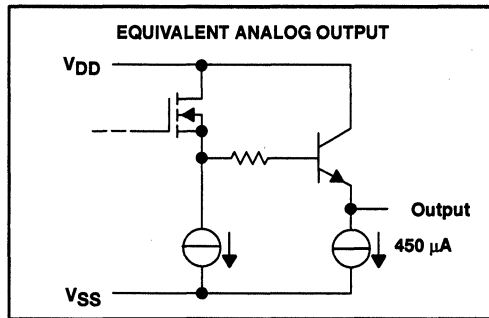 EQUIVALENT ANALOG OUTPUT
VDD
Output
450 μA
VSS